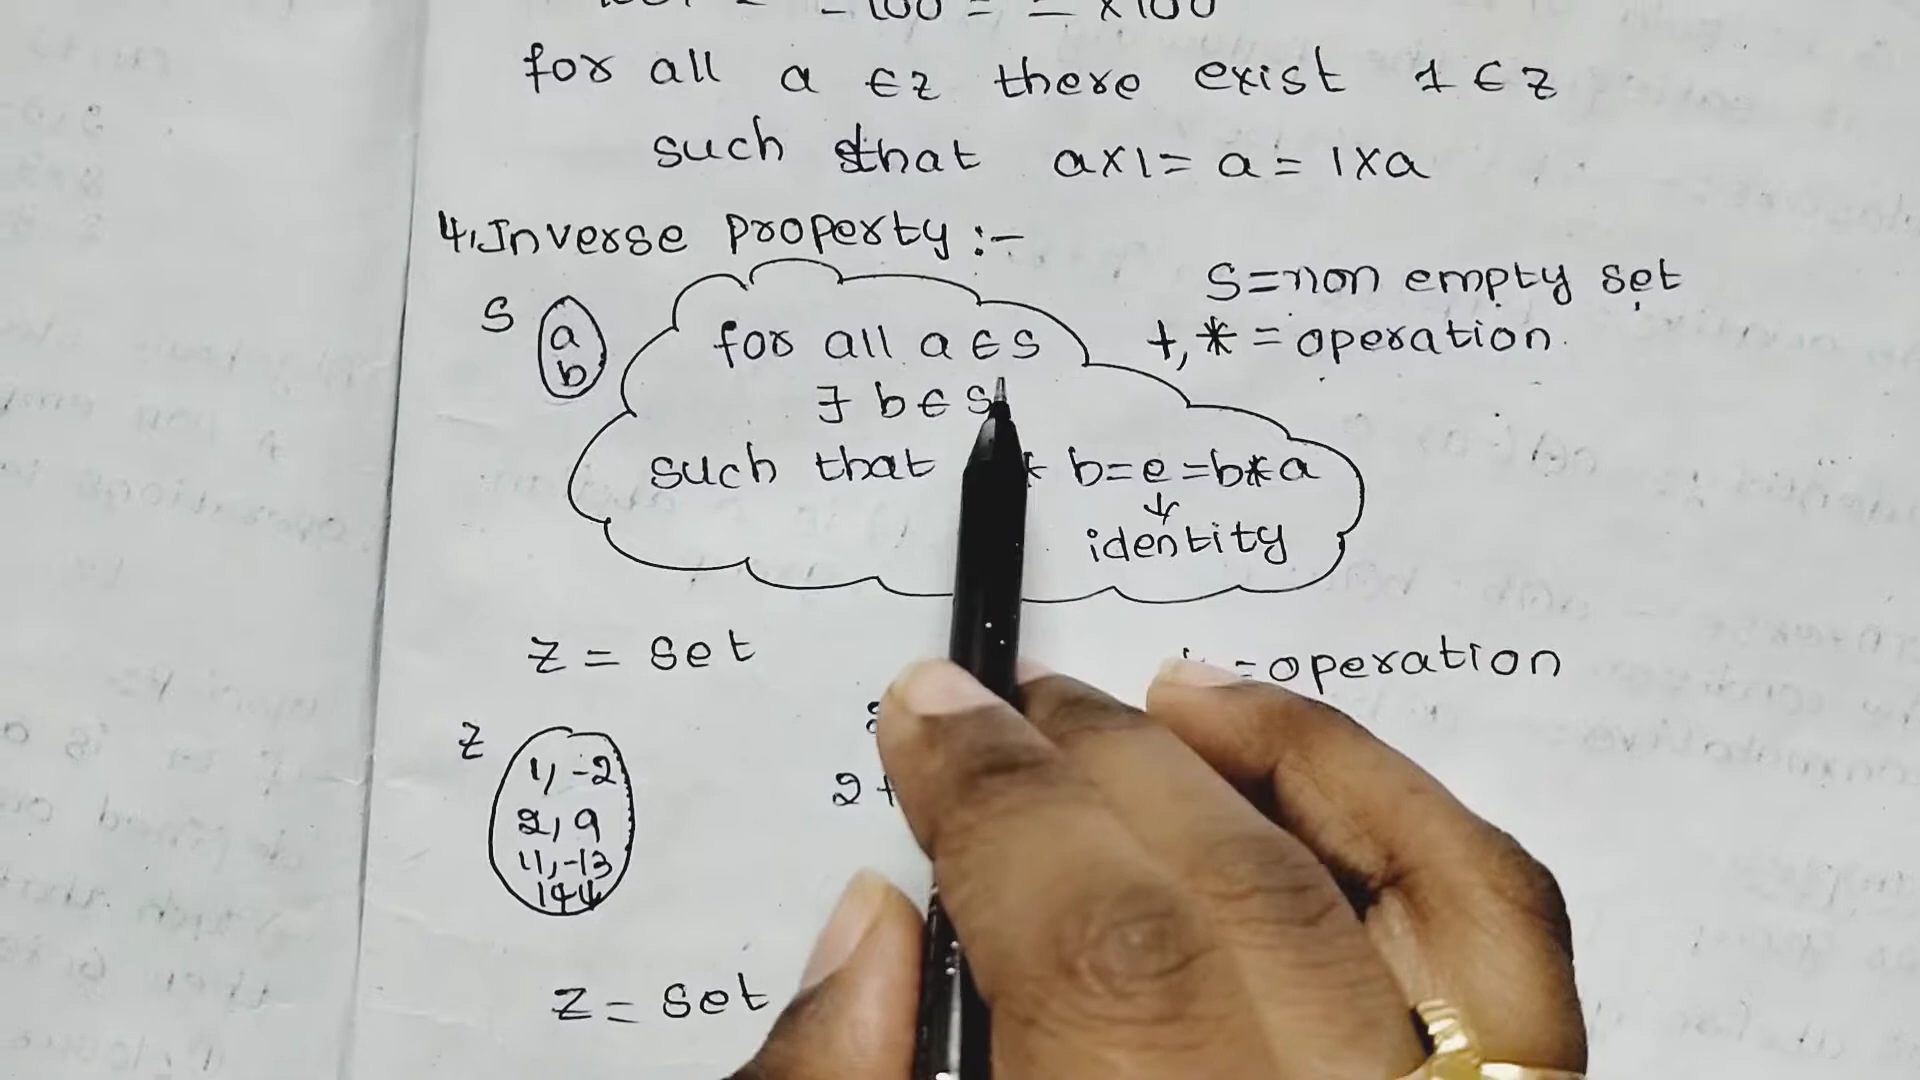 for all a ∈ z there exist 1 ∈ z
such that a×1 = a = 1×a
4. Inverse property :-
S = non empty set
+, * = operation
S
a
b
for all a ∈ S
∃ b ∈ S
such that * b = e = b * a
↓
identity
z = set
= operation
z
1, -2
2, 9
11, -13
144
2 +
z = set